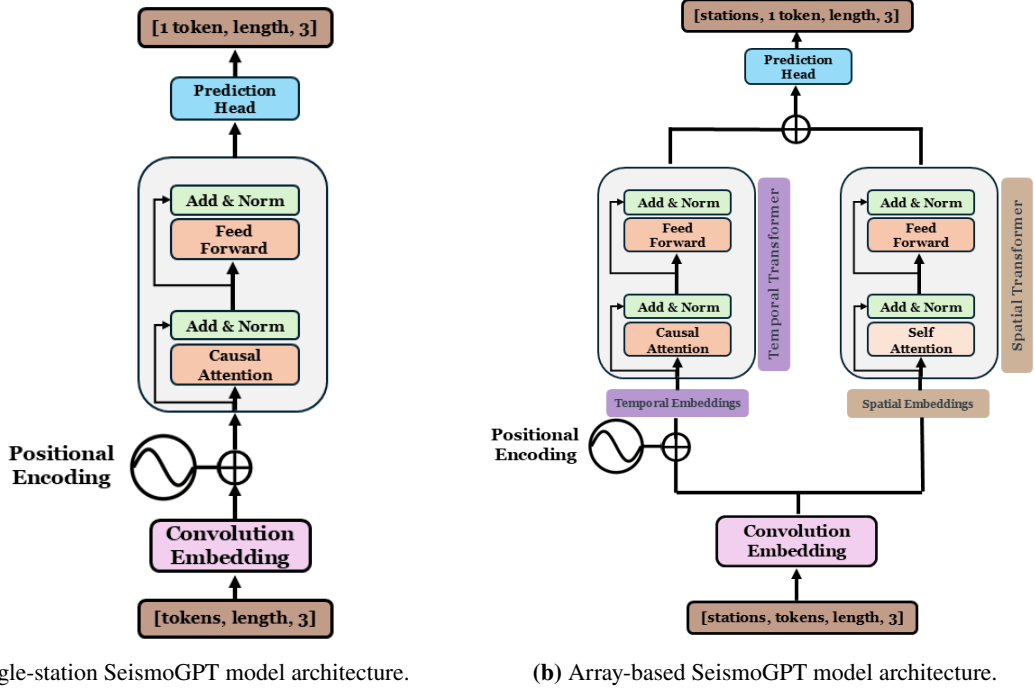 [1 token, length, 3]
Prediction
Head
Add & Norm
Feed
Forward
Add & Norm
Causal
Attention
Positional
Encoding
Convolution
Embedding
[tokens, length, 3]
gle-station SeismoGPT model architecture.
[stations, 1 token, length, 3]
Prediction
Head
Add & Norm
Feed
Forward
Add & Norm
Causal
Attention
Temporal Transformer
Temporal Embeddings
Add & Norm
Feed
Forward
Add & Norm
Self
Attention
Spatial Transformer
Spatial Embeddings
Positional
Encoding
Convolution
Embedding
[stations, tokens, length, 3]
(b) Array-based SeismoGPT model architecture.